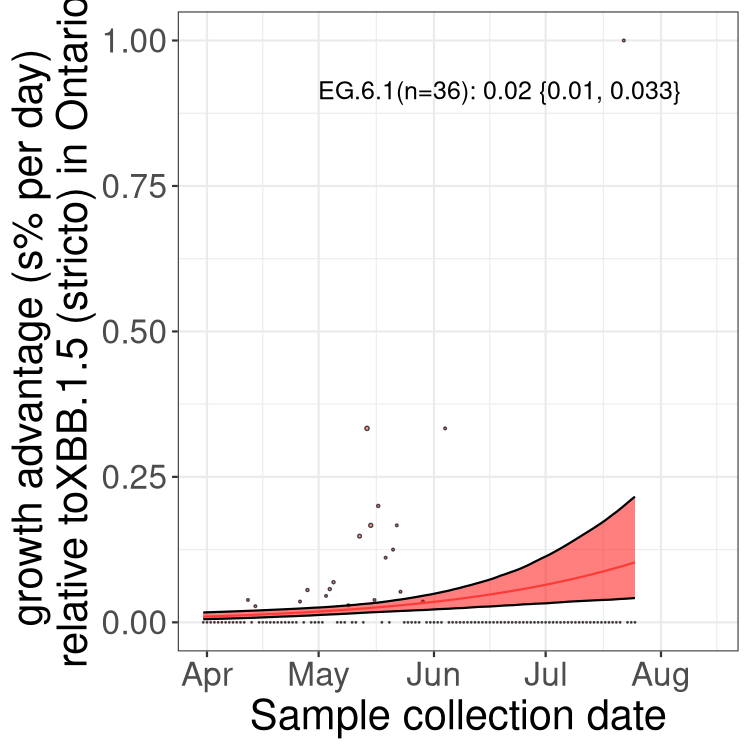 growth advantage (s% per day)
relative toXBB.1.5 (stricto) in Ontario
1.00
0.75
0.50
0.25
0.00
EG.6.1(n=36): 0.02 {0.01, 0.033}
Apr May Jun Jul Aug
Sample collection date